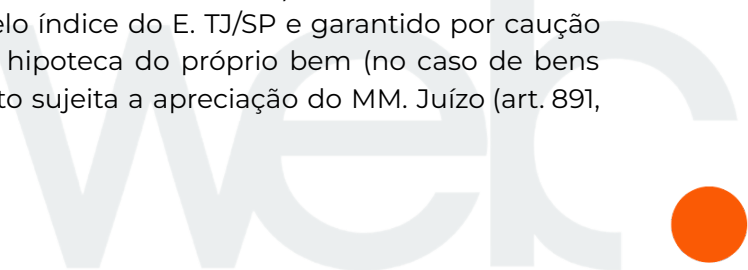 elo índice do E. TJ/SP e garantido por caução
hipoteca do próprio bem (no caso de bens
to sujeita a apreciação do MM. Juízo (art. 891,
web.